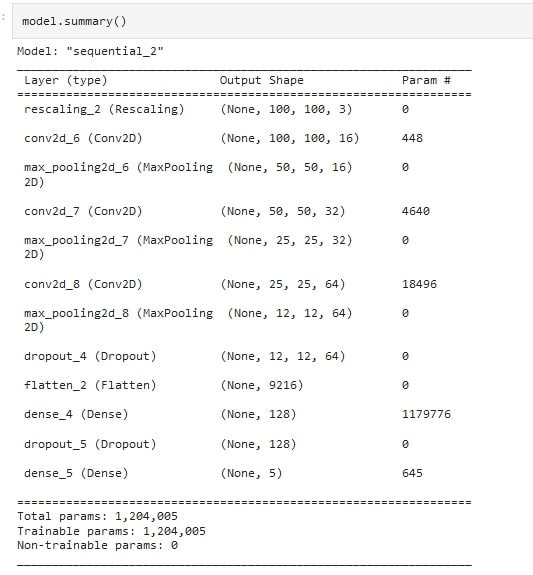 :
model.summary()
Model: "sequential_2"
_________________________________________________________________
Layer (type) Output Shape Param #
=================================================================
rescaling_2 (Rescaling) (None, 100, 100, 3) 0
conv2d_6 (Conv2D) (None, 100, 100, 16) 448
max_pooling2d_6 (MaxPooling (None, 50, 50, 16) 0
2D)
conv2d_7 (Conv2D) (None, 50, 50, 32) 4640
max_pooling2d_7 (MaxPooling (None, 25, 25, 32) 0
2D)
conv2d_8 (Conv2D) (None, 25, 25, 64) 18496
max_pooling2d_8 (MaxPooling (None, 12, 12, 64) 0
2D)
dropout_4 (Dropout) (None, 12, 12, 64) 0
flatten_2 (Flatten) (None, 9216) 0
dense_4 (Dense) (None, 128) 1179776
dropout_5 (Dropout) (None, 128) 0
dense_5 (Dense) (None, 5) 645
=================================================================
Total params: 1,204,005
Trainable params: 1,204,005
Non-trainable params: 0
_________________________________________________________________